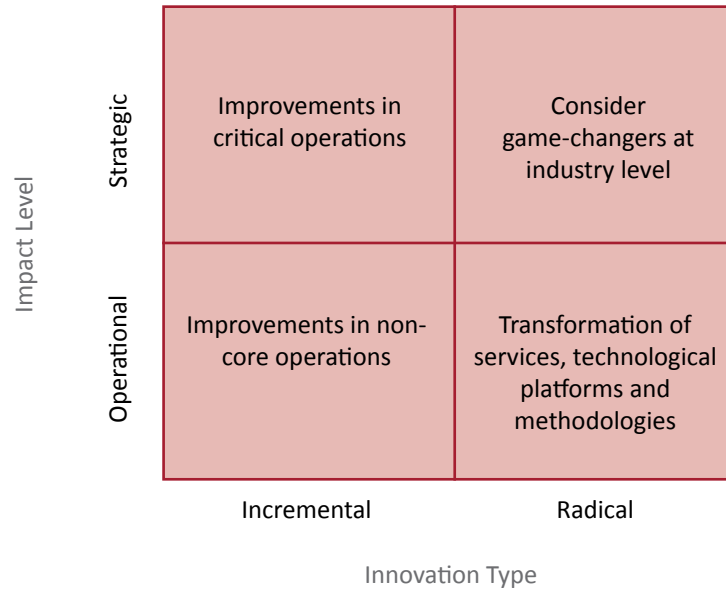 Impact Level
Strategic
Improvements in
critical operations
Consider
game-changers at
industry level
Operational
Improvements in non-
core operations
Transformation of
services, technological
platforms and
methodologies
Incremental
Radical
Innovation Type